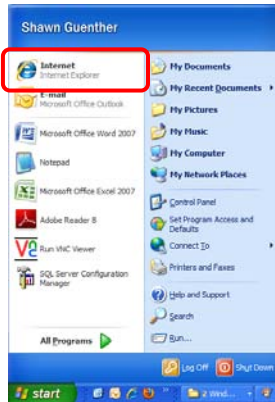 Shawn Guenther
Internet
Internet Explorer
E-mail
Microsoft Office Outlook
Microsoft Office Word 2007
Notepad
Microsoft Office Excel 2007
Adobe Reader 8
Run VNC Viewer
SQL Server Configuration
Manager
All Programs
My Documents
My Recent Documents
My Pictures
My Music
My Computer
My Network Places
Control Panel
Set Program Access and
Defaults
Connect To
Printers and Faxes
Help and Support
Search
Run...
Log Off
Shut Down
start
2 Wind...